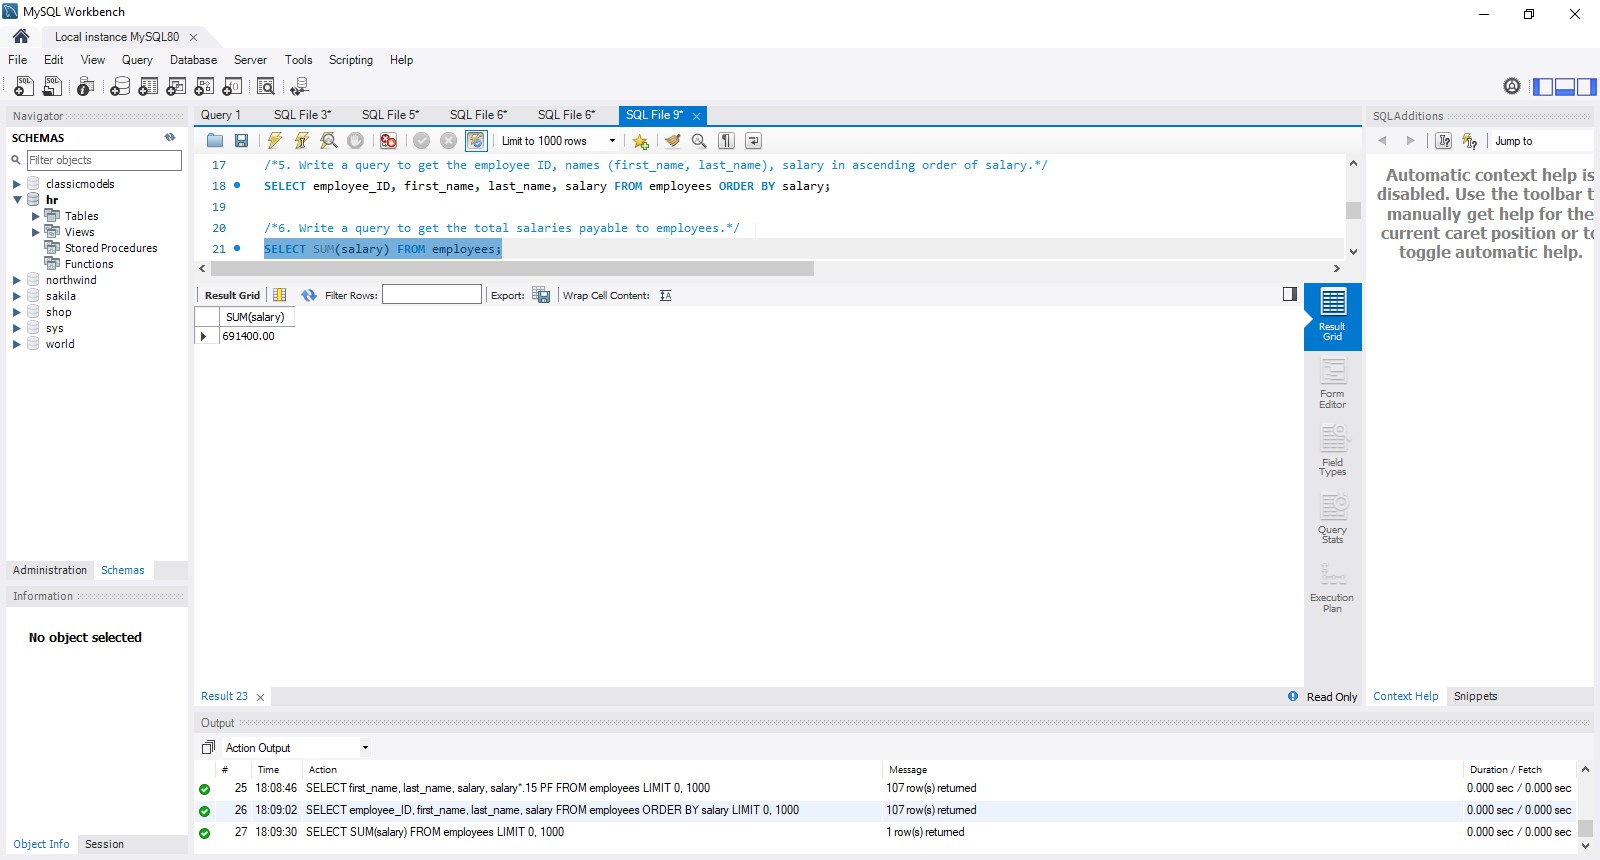 MySQL Workbench
Local instance MySQL80
File Edit View Query Database Server Tools Scripting Help
Navigator
SCHEMAS
Filter objects
classicmodels
hr
Tables
Views
Stored Procedures
Functions
northwind
sakila
shop
sys
world
Administration Schemas
Information
No object selected
Object Info Session
Query 1 SQL File 3* SQL File 5* SQL File 6* SQL File 6* SQL File 9*
Limit to 1000 rows
17 /*5. Write a query to get the employee ID, names (first_name, last_name), salary in ascending order of salary.*/
18 SELECT employee_ID, first_name, last_name, salary FROM employees ORDER BY salary;
19
20 /*6. Write a query to get the total salaries payable to employees.*/
21 SELECT SUM(salary) FROM employees;
Result Grid Filter Rows: Export: Wrap Cell Content:
SUM(salary)
691400.00
Result
Grid
Form
Editor
Field
Types
Query
Stats
Execution
Plan
Result 23 Read Only
SQLAdditions
Jump to
Automatic context help is
disabled. Use the toolbar t
manually get help for the
current caret position or to
toggle automatic help.
Context Help Snippets
Output
Action Output
# Time Action Message Duration / Fetch
25 18:08:46 SELECT first_name, last_name, salary, salary*.15 PF FROM employees LIMIT 0, 1000 107 row(s) returned 0.000 sec / 0.000 sec
26 18:09:02 SELECT employee_ID, first_name, last_name, salary FROM employees ORDER BY salary LIMIT 0, 1000 107 row(s) returned 0.000 sec / 0.000 sec
27 18:09:30 SELECT SUM(salary) FROM employees LIMIT 0, 1000 1 row(s) returned 0.000 sec / 0.000 sec